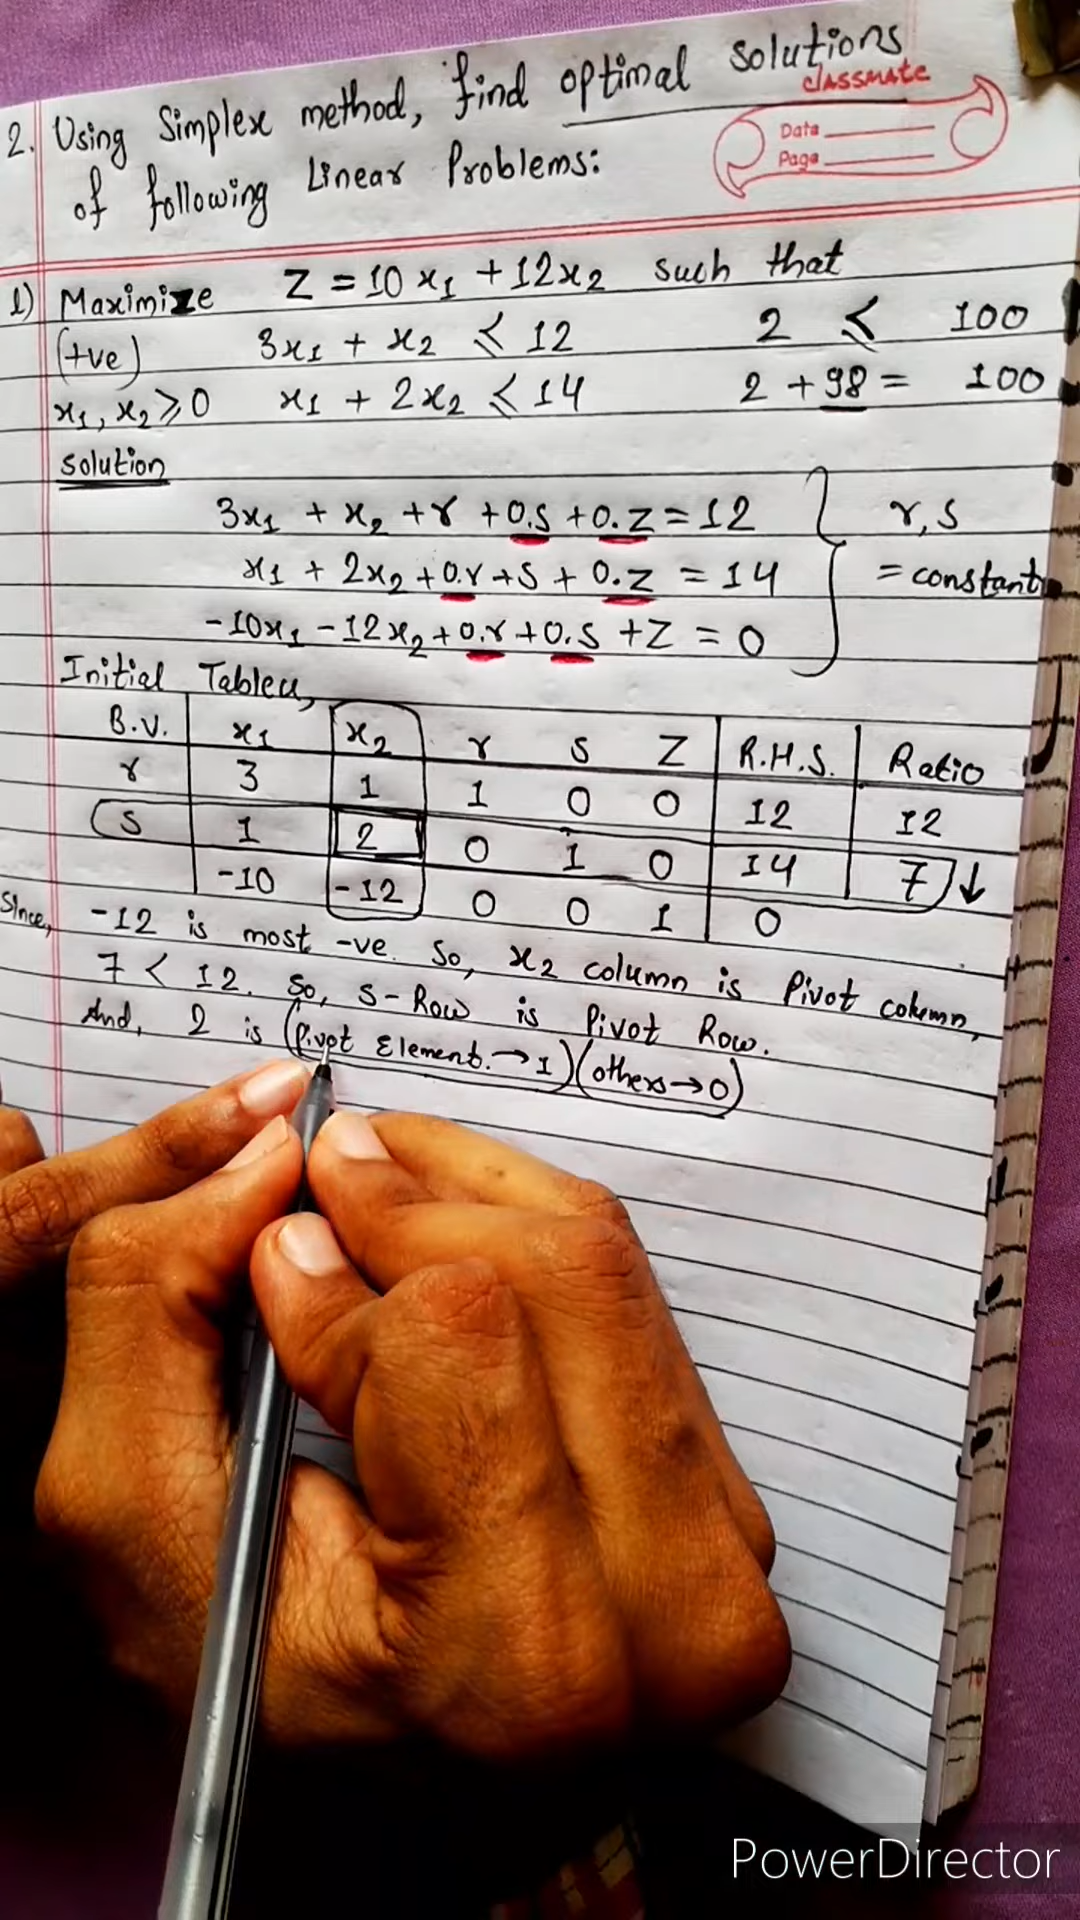 2. Using Simplex method, find optimal solutions
of following Linear Problems:
classmate
Date
Page
1) Maximize Z = 10x₁ + 12x₂ such that
(+ve) 3x₁ + x₂ ≤ 12 2 ≤ 100
x₁, x₂ ≥ 0 x₁ + 2x₂ ≤ 14 2 + 98 = 100
Solution
3x₁ + x₂ + r + 0.s + 0.z = 12 r, s
x₁ + 2x₂ + 0.r + s + 0.z = 14 = constant
-10x₁ - 12x₂ + 0.r + 0.s + z = 0
Initial Tableu,
B.V. x₁ x₂ r s z R.H.S. Ratio
r 3 1 1 0 0 12 12
s 1 2 0 1 0 14 7 ↓
-10 -12 0 0 1 0
Since, -12 is most -ve. So, x₂ column is Pivot column,
7 < 12. So, s-Row is Pivot Row.
And, 2 is (Pivot Element. → 1) (others → 0)
PowerDirector